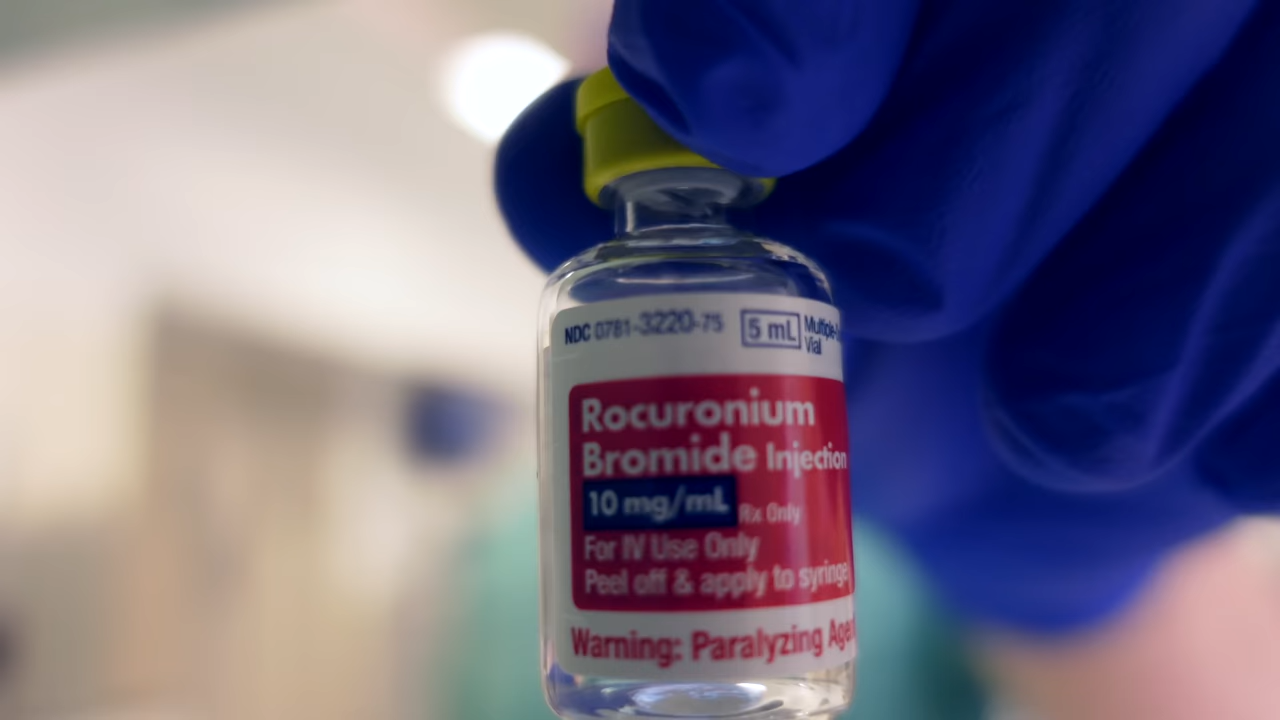 NDC 0781-3220-75 5 mL Multiple-
Vial
Rocuronium
Bromide Injection
10 mg/mL Rx Only
For IV Use Only
Peel off & apply to syringe
Warning: Paralyzing Agen